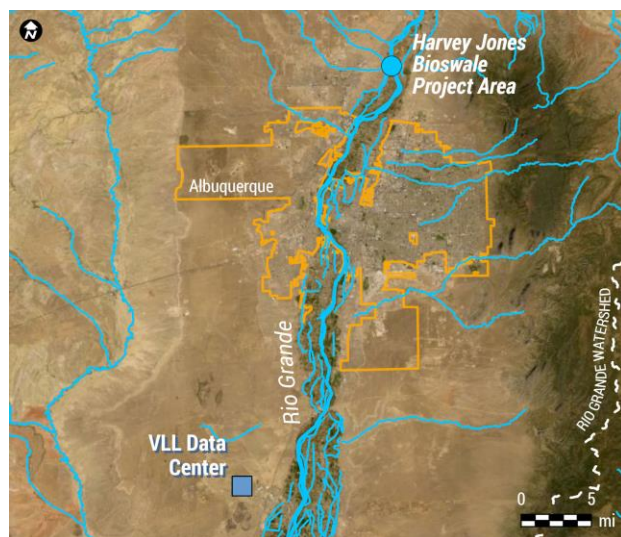 N
Harvey Jones
Bioswale
Project Area
Albuquerque
Rio Grande
RIO GRANDE WATERSHED
VLL Data
Center
0 5
mi